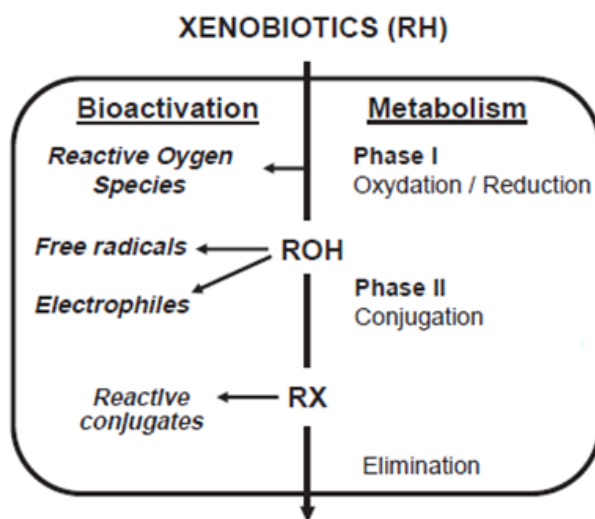 XENOBIOTICS (RH)
Bioactivation
Metabolism
Reactive Oygen
Species
Phase I
Oxydation / Reduction
Free radicals
ROH
Electrophiles
Phase II
Conjugation
Reactive
conjugates
RX
Elimination